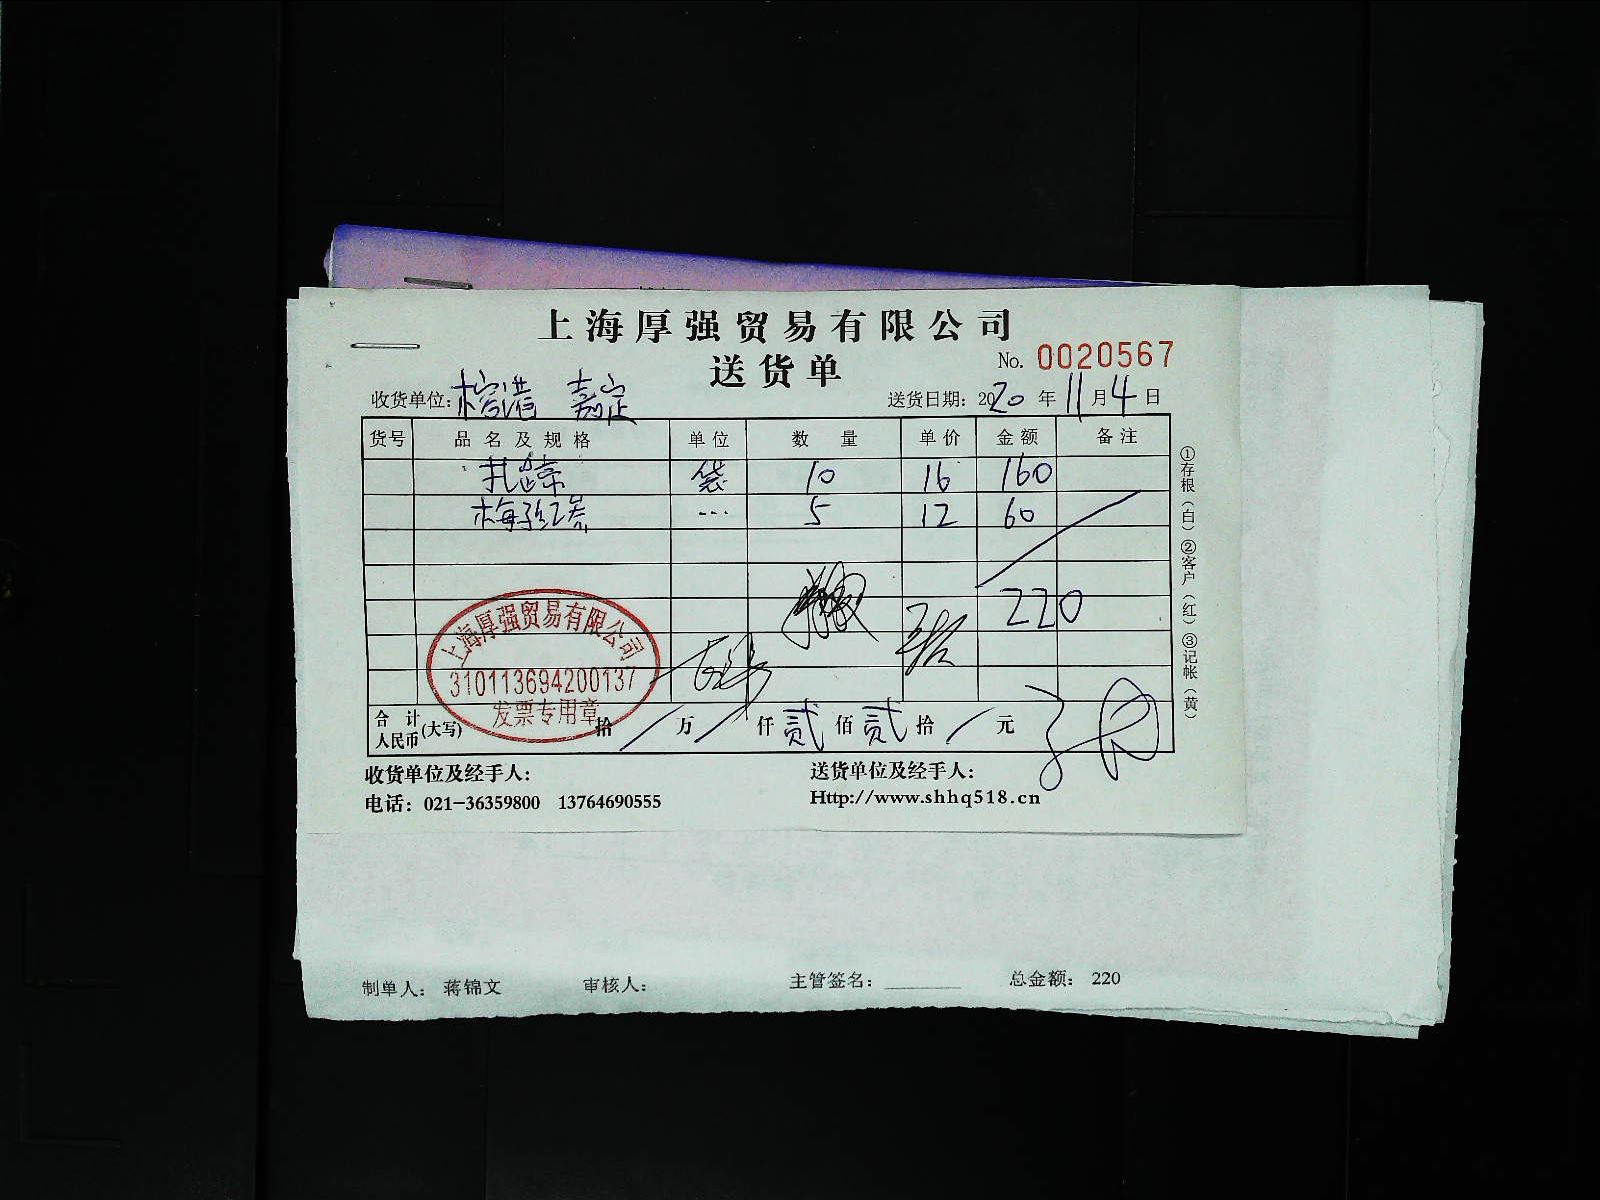 上海厚强贸易有限公司
送货单
No. 0020567
收货单位: 嘉定
送货日期: 2020 年 11 月 4 日
货号 品名及规格 单位 数量 单价 金额 备注
袋 10 16 160
5 12 60
220
上海厚强贸易有限公司
310113694200137
发票专用章
合计人民币(大写) 拾 / 万 / 仟 贰 佰 贰 拾 / 元
①存根(白)②客户(红)③记帐(黄)
收货单位及经手人:
送货单位及经手人:
电话: 021-36359800 13764690555
Http://www.shhq518.cn
制单人: 蒋锦文 审核人: 主管签名: 总金额: 220